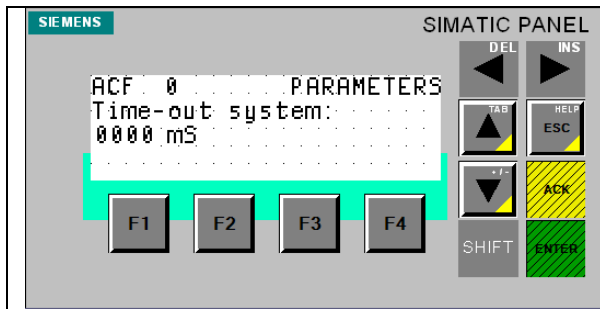 SIEMENS
SIMATIC PANEL
DEL
INS
ACF 0 PARAMETERS
Time-out system:
0000 mS
TAB
HELP
ESC
+/-
ACK
F1
F2
F3
F4
SHIFT
ENTER